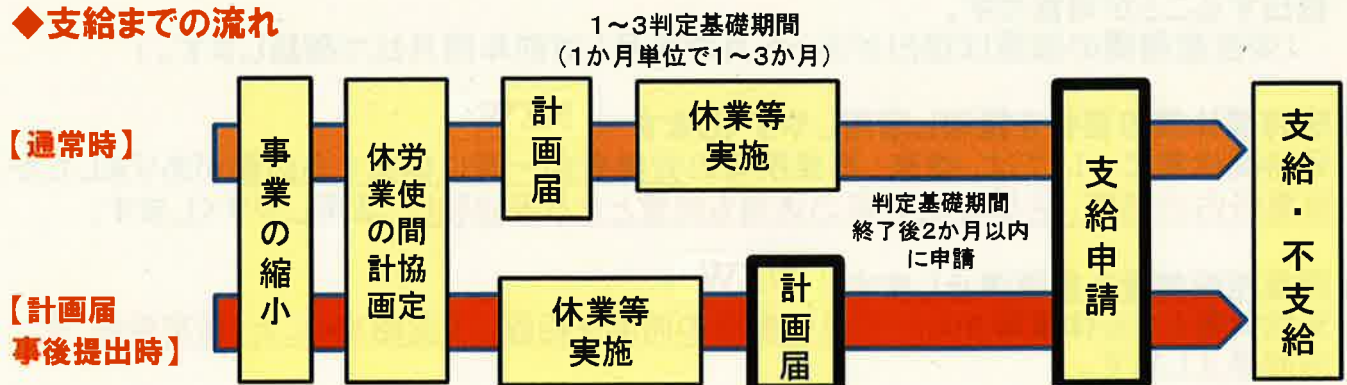 ◆支給までの流れ
1～3判定基礎期間
（1か月単位で1～3か月）
【通常時】
事業の縮小
労使間協定
休業の計画
計画届
休業等
実施
判定基礎期間
終了後2か月以内
に申請
支給申請
支給・不支給
【計画届
事後提出時】
休業等
実施
計画届